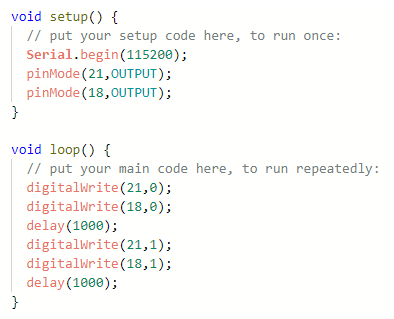 void setup() {
  // put your setup code here, to run once:
  Serial.begin(115200);
  pinMode(21,OUTPUT);
  pinMode(18,OUTPUT);
}

void loop() {
  // put your main code here, to run repeatedly:
  digitalWrite(21,0);
  digitalWrite(18,0);
  delay(1000);
  digitalWrite(21,1);
  digitalWrite(18,1);
  delay(1000);
}